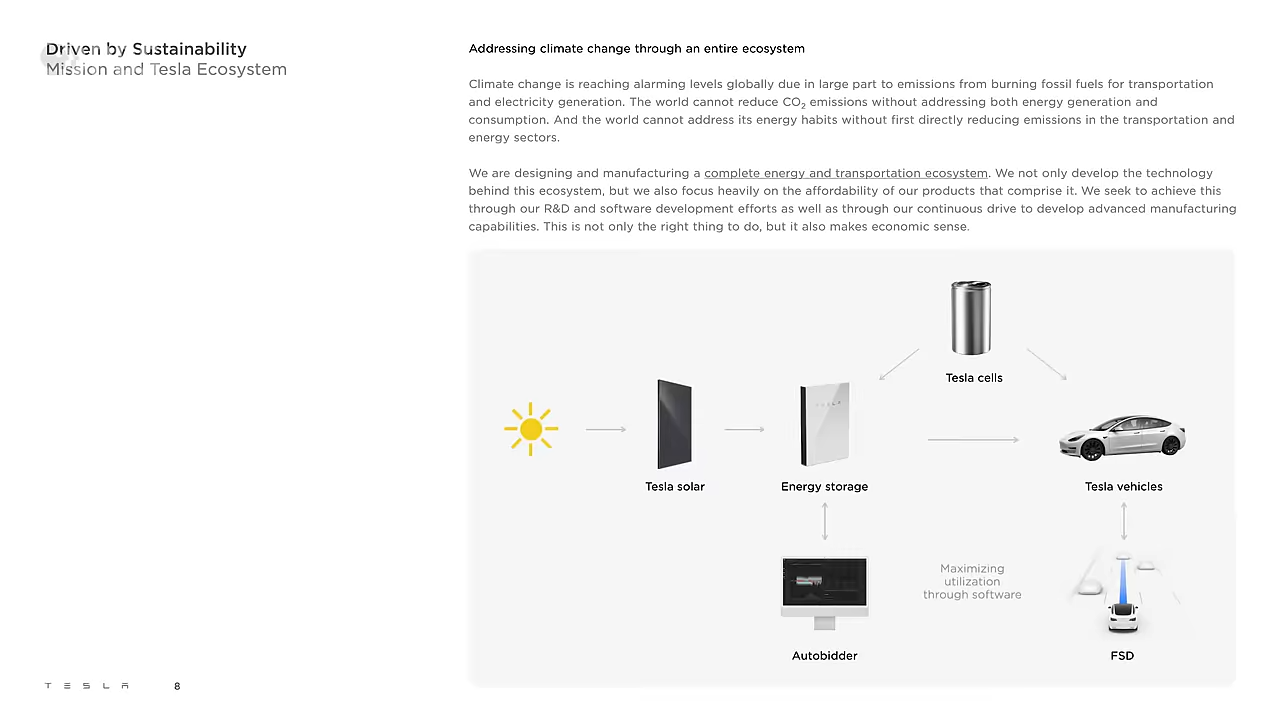 Driven by Sustainability
Mission and Tesla Ecosystem
Addressing climate change through an entire ecosystem
Climate change is reaching alarming levels globally due in large part to emissions from burning fossil fuels for transportation
and electricity generation. The world cannot reduce CO₂ emissions without addressing both energy generation and
consumption. And the world cannot address its energy habits without first directly reducing emissions in the transportation and
energy sectors.
We are designing and manufacturing a complete energy and transportation ecosystem. We not only develop the technology
behind this ecosystem, but we also focus heavily on the affordability of our products that comprise it. We seek to achieve this
through our R&D and software development efforts as well as through our continuous drive to develop advanced manufacturing
capabilities. This is not only the right thing to do, but it also makes economic sense.
Tesla cells
TESLA
Tesla solar
Energy storage
Tesla vehicles
Maximizing
utilization
through software
Autobidder
FSD
TESLA
8